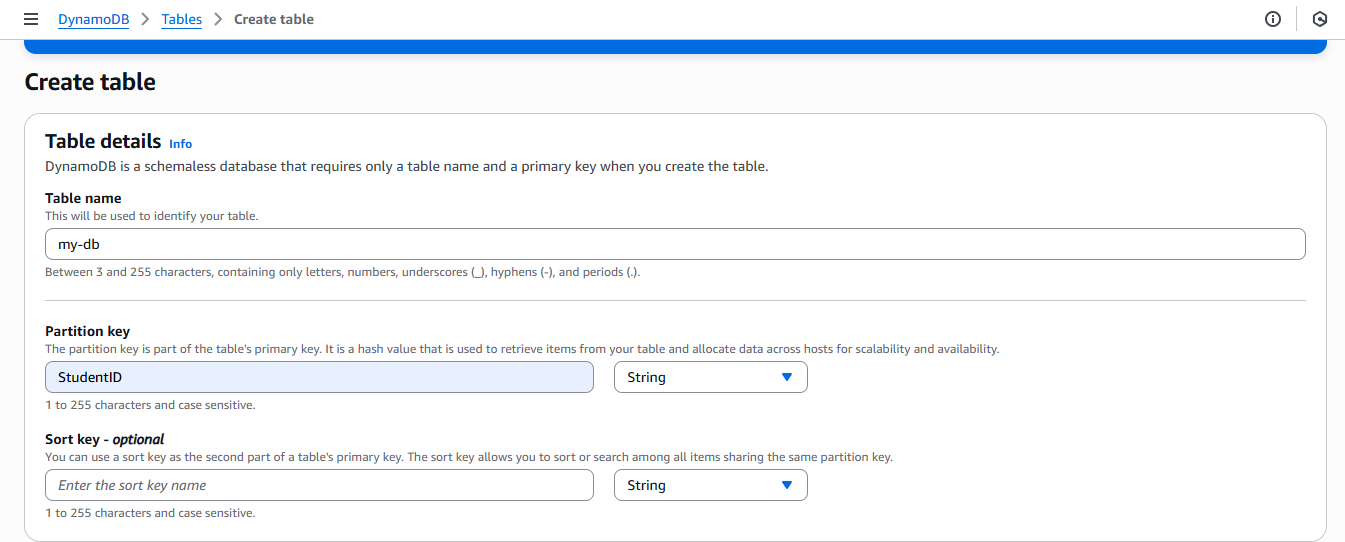 DynamoDB > Tables > Create table
Create table
Table details Info
DynamoDB is a schemaless database that requires only a table name and a primary key when you create the table.
Table name
This will be used to identify your table.
my-db
Between 3 and 255 characters, containing only letters, numbers, underscores (_), hyphens (-), and periods (.).
Partition key
The partition key is part of the table's primary key. It is a hash value that is used to retrieve items from your table and allocate data across hosts for scalability and availability.
StudentID String
1 to 255 characters and case sensitive.
Sort key - optional
You can use a sort key as the second part of a table's primary key. The sort key allows you to sort or search among all items sharing the same partition key.
Enter the sort key name String
1 to 255 characters and case sensitive.